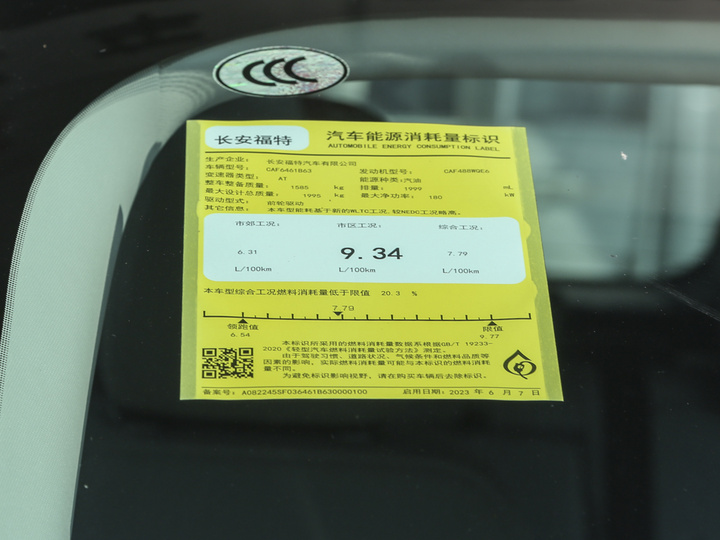 CCC
长安福特
汽车能源消耗量标识
AUTOMOBILE ENERGY CONSUMPTION LABEL
生产企业: 长安福特汽车有限公司
车辆型号: CAF6461B63 发动机型号: CAF488WQE6
变速器类型: AT 能源种类: 汽油
整车整备质量: 1585 kg 排量: 1999 mL
最大设计总质量: 1995 kg 最大净功率: 180 kW
驱动型式: 前轮驱动
其它信息: 本车型能耗基于新的WLTC工况,较NEDC工况略高。
市郊工况: 市区工况: 综合工况:
6.31 9.34 7.79
L/100km L/100km L/100km
本车型综合工况燃料消耗量低于限值 20.3 %
7.79
领跑值 限值
6.54 9.77
本标识所采用的燃料消耗量数据系根据GB/T 19233-
2020《轻型汽车燃料消耗量试验方法》测定。
由于驾驶习惯、道路状况、气候条件和燃料品质等
因素的影响,实际燃料消耗量可能与本标识的燃料消耗
量不同。
为避免标识影响视野,请在购买车辆后去除标识。
备案号: A082245SF036461B630000100 启用日期: 2023 年 6 月 7 日